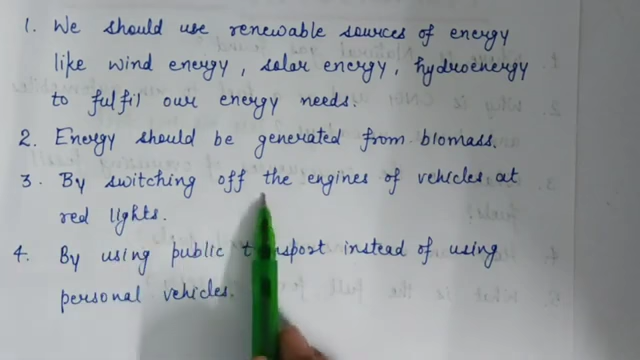 1. We should use renewable sources of energy
like wind energy, solar energy, hydroenergy
to fulfil our energy needs.
2. Energy should be generated from biomass.
3. By switching off the engines of vehicles at
red lights.
4. By using public instead of using
personal vehicles.